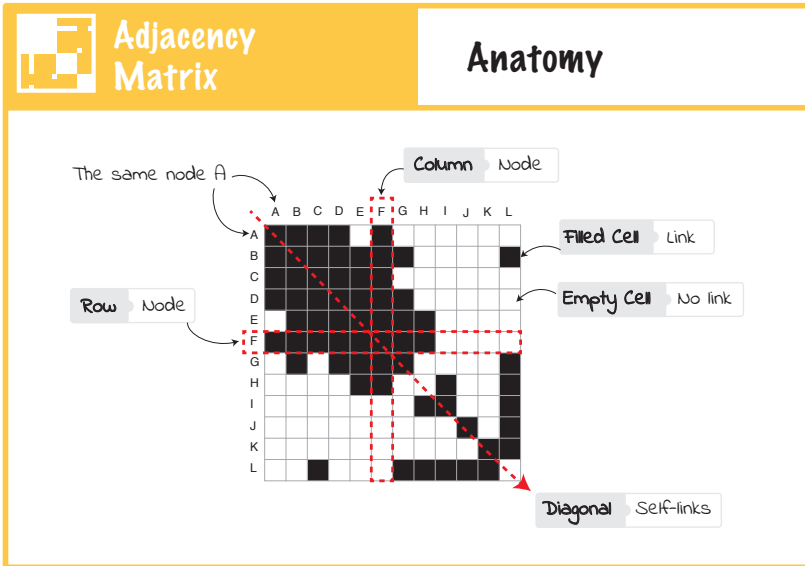 Adjacency
Matrix
Anatomy
The same node A
Column Node
A B C D E F G H I J K L
A
B
C
D
E
F
G
H
I
J
K
L
Filled Cell Link
Empty Cell No link
Row Node
Diagonal Self-links